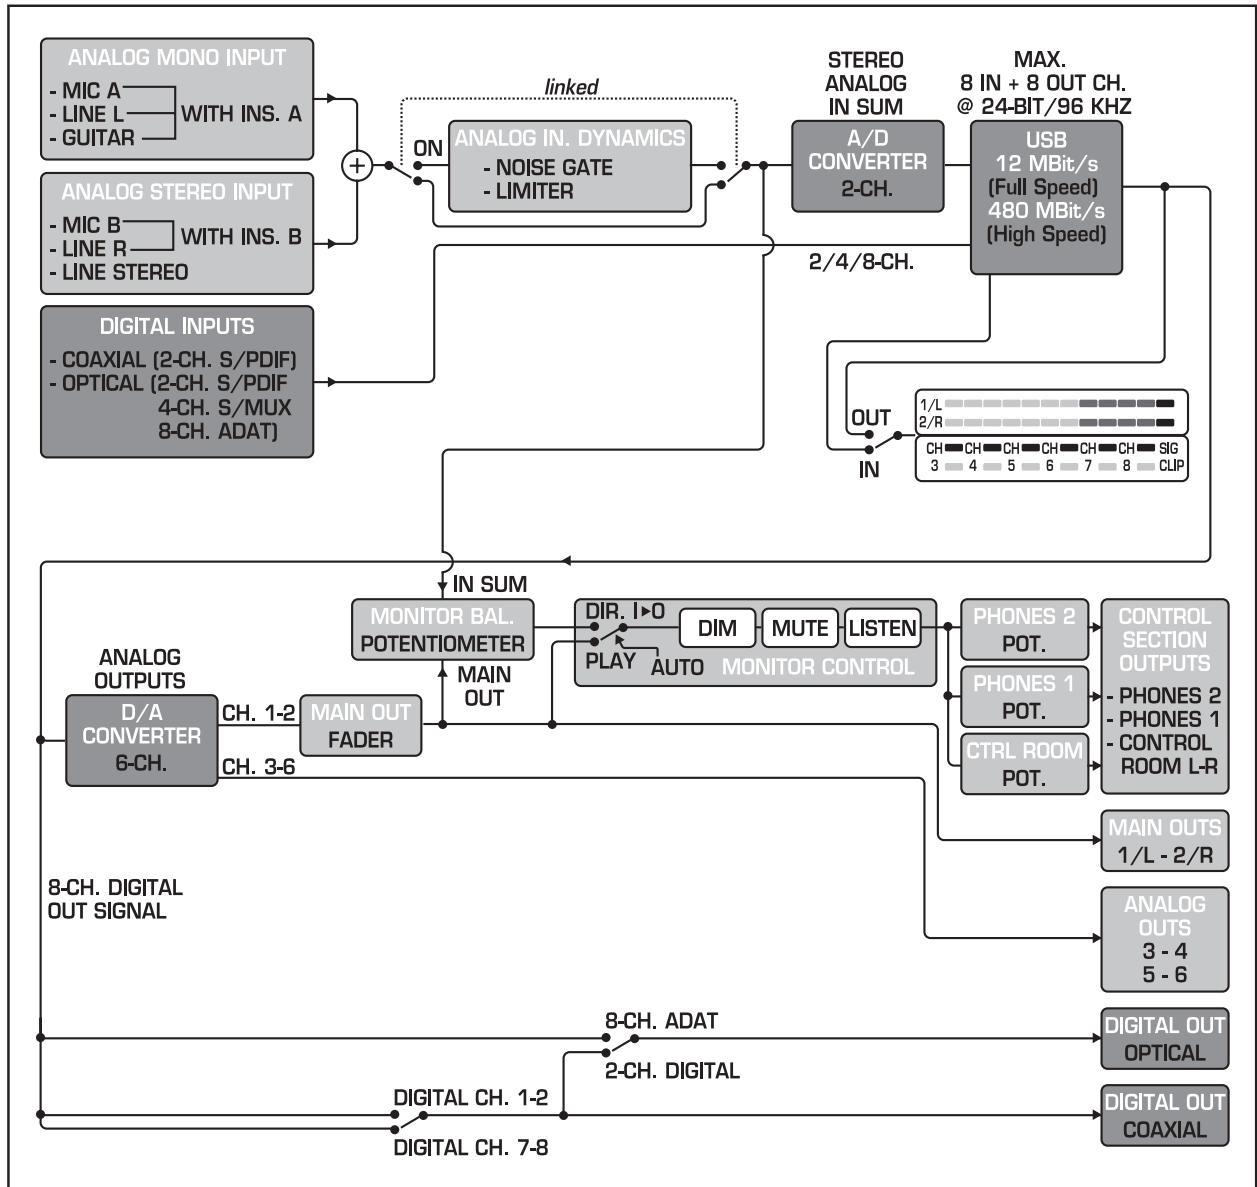 ANALOG MONO INPUT
- MIC A
- LINE L
- GUITAR
WITH INS. A
ANALOG STEREO INPUT
- MIC B
- LINE R
- LINE STEREO
WITH INS. B
DIGITAL INPUTS
- COAXIAL (2-CH. S/PDIF)
- OPTICAL (2-CH. S/PDIF
4-CH. S/MUX
8-CH. ADAT)
linked
ON
ANALOG IN. DYNAMICS
- NOISE GATE
- LIMITER
STEREO
ANALOG
IN SUM
A/D
CONVERTER
2-CH.
MAX.
8 IN + 8 OUT CH.
@ 24-BIT/96 KHZ
USB
12 MBit/s
(Full Speed)
480 MBit/s
(High Speed)
2/4/8-CH.
OUT
IN
1/L
2/R
CH CH CH CH CH CH SIG
3 4 5 6 7 8 CLIP
IN SUM
MONITOR BAL.
POTENTIOMETER
MAIN
OUT
DIR. I▶O
PLAY
AUTO
DIM
MUTE
LISTEN
MONITOR CONTROL
PHONES 2
POT.
PHONES 1
POT.
CTRL ROOM
POT.
CONTROL
SECTION
OUTPUTS
- PHONES 2
- PHONES 1
- CONTROL
ROOM L-R
ANALOG
OUTPUTS
D/A
CONVERTER
6-CH.
CH. 1-2
CH. 3-6
MAIN OUT
FADER
MAIN OUTS
1/L - 2/R
8-CH. DIGITAL
OUT SIGNAL
ANALOG
OUTS
3 - 4
5 - 6
8-CH. ADAT
2-CH. DIGITAL
DIGITAL OUT
OPTICAL
DIGITAL CH. 1-2
DIGITAL CH. 7-8
DIGITAL OUT
COAXIAL